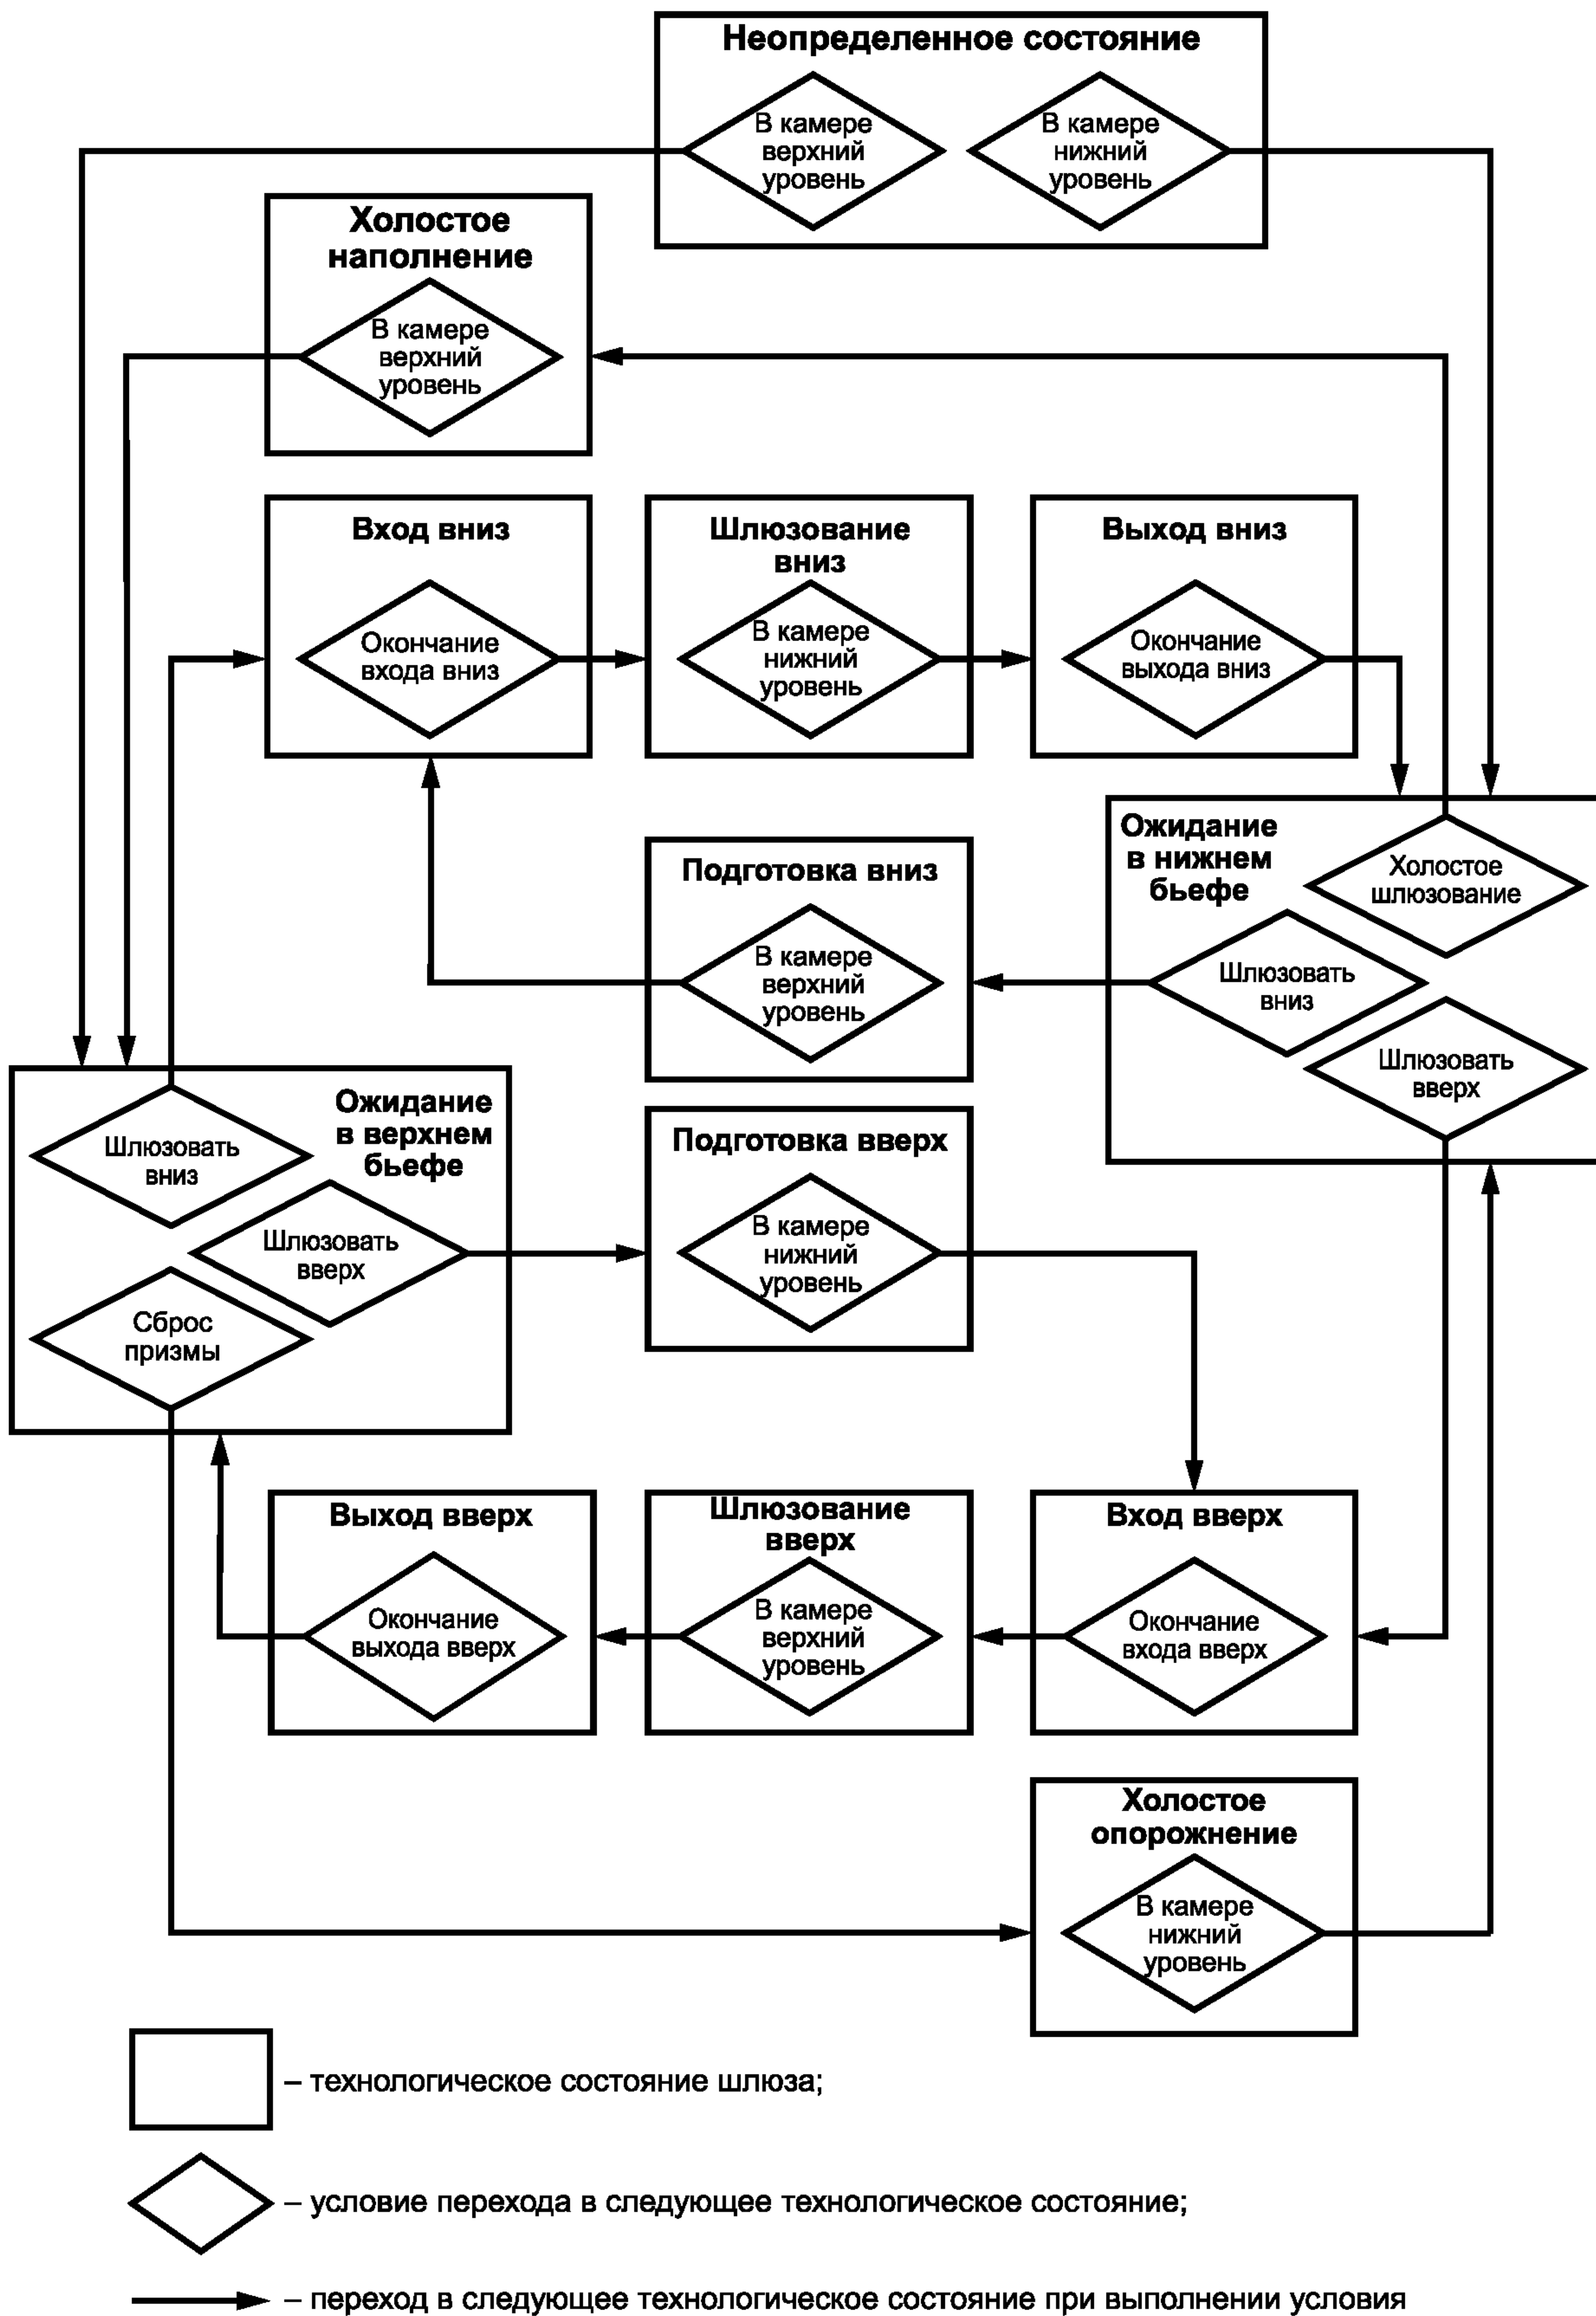 Неопределенное состояние
В камере
верхний
уровень
В камере
нижний
уровень
Холостое
наполнение
В камере
верхний
уровень
Вход вниз
Окончание
входа вниз
Шлюзование
вниз
В камере
нижний
уровень
Выход вниз
Окончание
выхода вниз
Ожидание
в нижнем
бьефе
Холостое
шлюзование
Шлюзовать
вниз
Шлюзовать
вверх
Подготовка вниз
В камере
верхний
уровень
Ожидание
в верхнем
бьефе
Шлюзовать
вниз
Шлюзовать
вверх
Сброс
призмы
Подготовка вверх
В камере
нижний
уровень
Выход вверх
Окончание
выхода вверх
Шлюзование
вверх
В камере
верхний
уровень
Вход вверх
Окончание
входа вверх
Холостое
опорожнение
В камере
нижний
уровень
– технологическое состояние шлюза;
– условие перехода в следующее технологическое состояние;
– переход в следующее технологическое состояние при выполнении условия